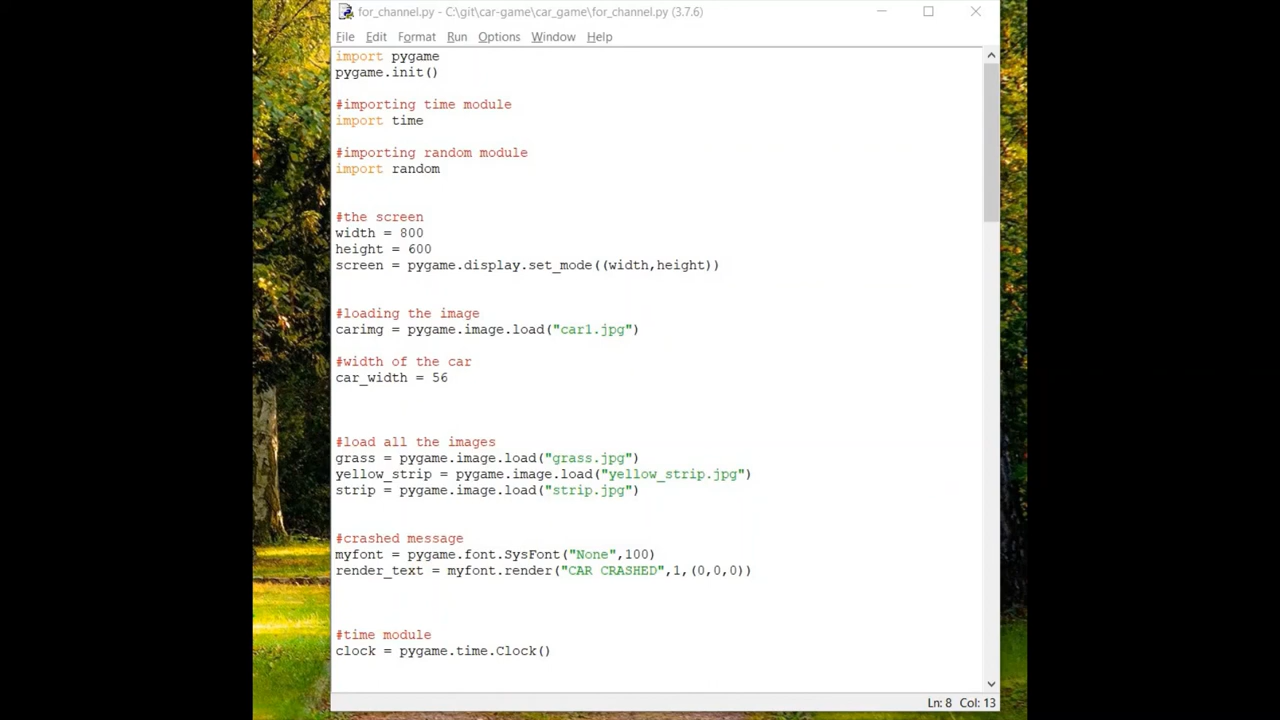 for_channel.py - C:\git\car-game\car_game\for_channel.py (3.7.6)
File Edit Format Run Options Window Help
import pygame
pygame.init()
#importing time module
import time
#importing random module
import random
#the screen
width = 800
height = 600
screen = pygame.display.set_mode((width,height))
#loading the image
carimg = pygame.image.load("car1.jpg")
#width of the car
car_width = 56
#load all the images
grass = pygame.image.load("grass.jpg")
yellow_strip = pygame.image.load("yellow_strip.jpg")
strip = pygame.image.load("strip.jpg")
#crashed message
myfont = pygame.font.SysFont("None",100)
render_text = myfont.render("CAR CRASHED",1,(0,0,0))
#time module
clock = pygame.time.Clock()
Ln: 8 Col: 13